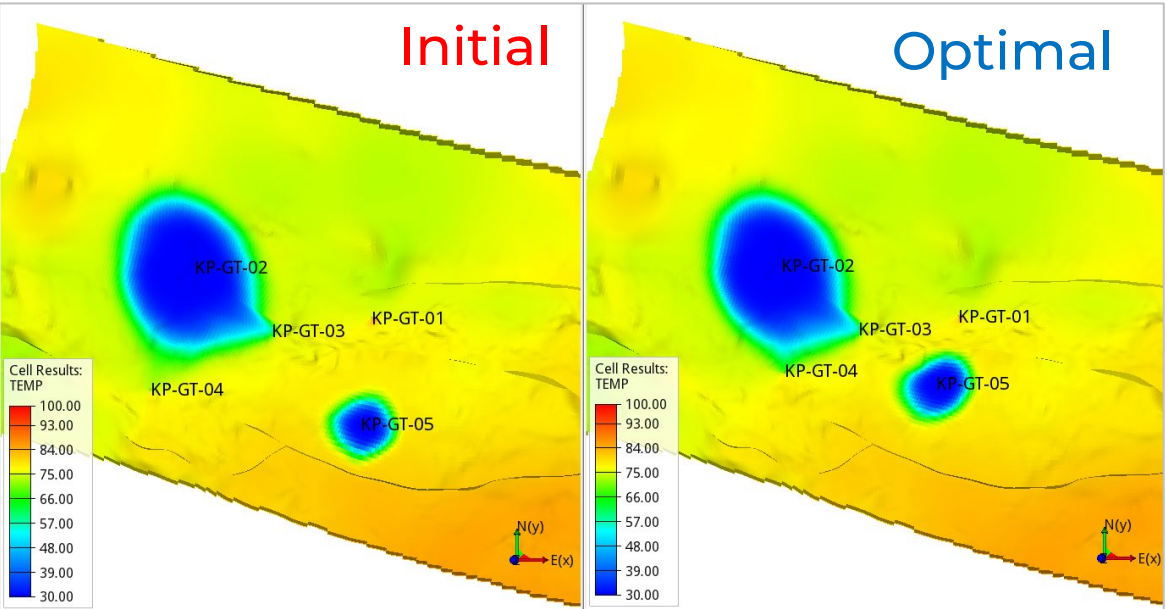 Initial
KP-GT-02
KP-GT-01
KP-GT-03
KP-GT-04
KP-GT-05
Cell Results:
TEMP
100.00
93.00
84.00
75.00
66.00
57.00
48.00
39.00
30.00
N(y)
E(x)
Optimal
KP-GT-02
KP-GT-01
KP-GT-03
KP-GT-04
KP-GT-05
Cell Results:
TEMP
100.00
93.00
84.00
75.00
66.00
57.00
48.00
39.00
30.00
N(y)
E(x)